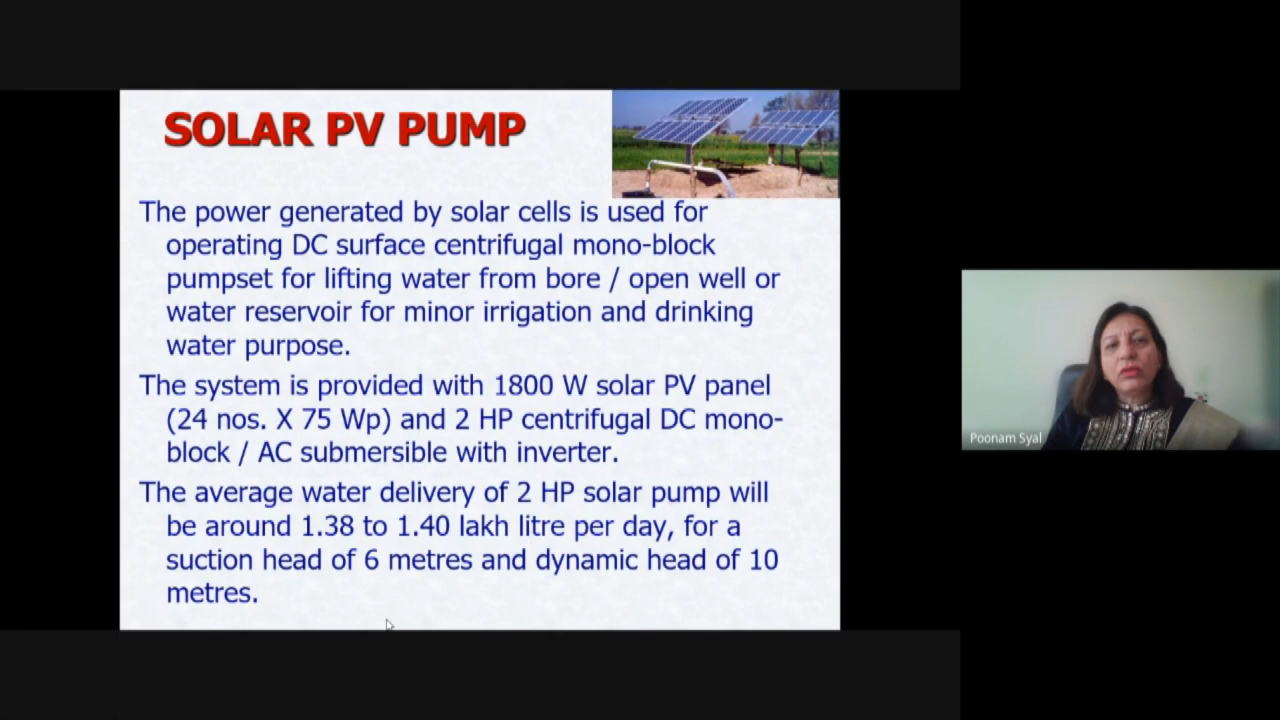 SOLAR PV PUMP
The power generated by solar cells is used for
operating DC surface centrifugal mono-block
pumpset for lifting water from bore / open well or
water reservoir for minor irrigation and drinking
water purpose.
The system is provided with 1800 W solar PV panel
(24 nos. X 75 Wp) and 2 HP centrifugal DC mono-
block / AC submersible with inverter.
The average water delivery of 2 HP solar pump will
be around 1.38 to 1.40 lakh litre per day, for a
suction head of 6 metres and dynamic head of 10
metres.
Poonam Syal